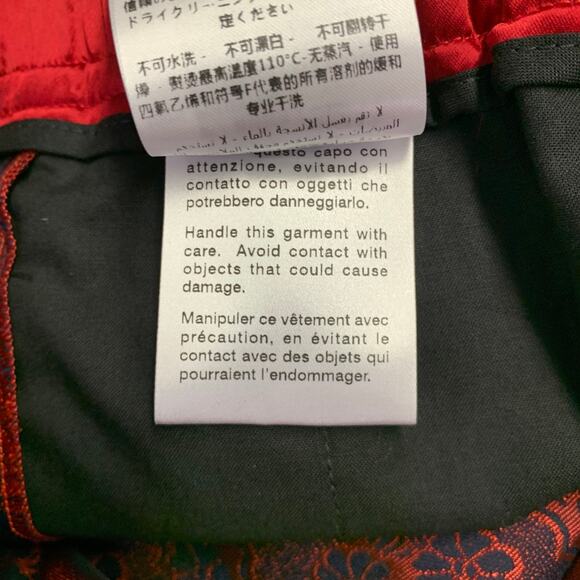 ドライクリーニング
定ください
不可水洗 - 不可漂白 - 不可翻转干
燥 - 熨烫最高温度110°C-无蒸汽 - 使用
四氯乙烯和符号F代表的所有溶剂的缓和
专业干洗
questo capo con
attenzione, evitando il
contatto con oggetti che
potrebbero danneggiarlo.
Handle this garment with
care. Avoid contact with
objects that could cause
damage.
Manipuler ce vêtement avec
précaution, en évitant le
contact avec des objets qui
pourraient l'endommager.